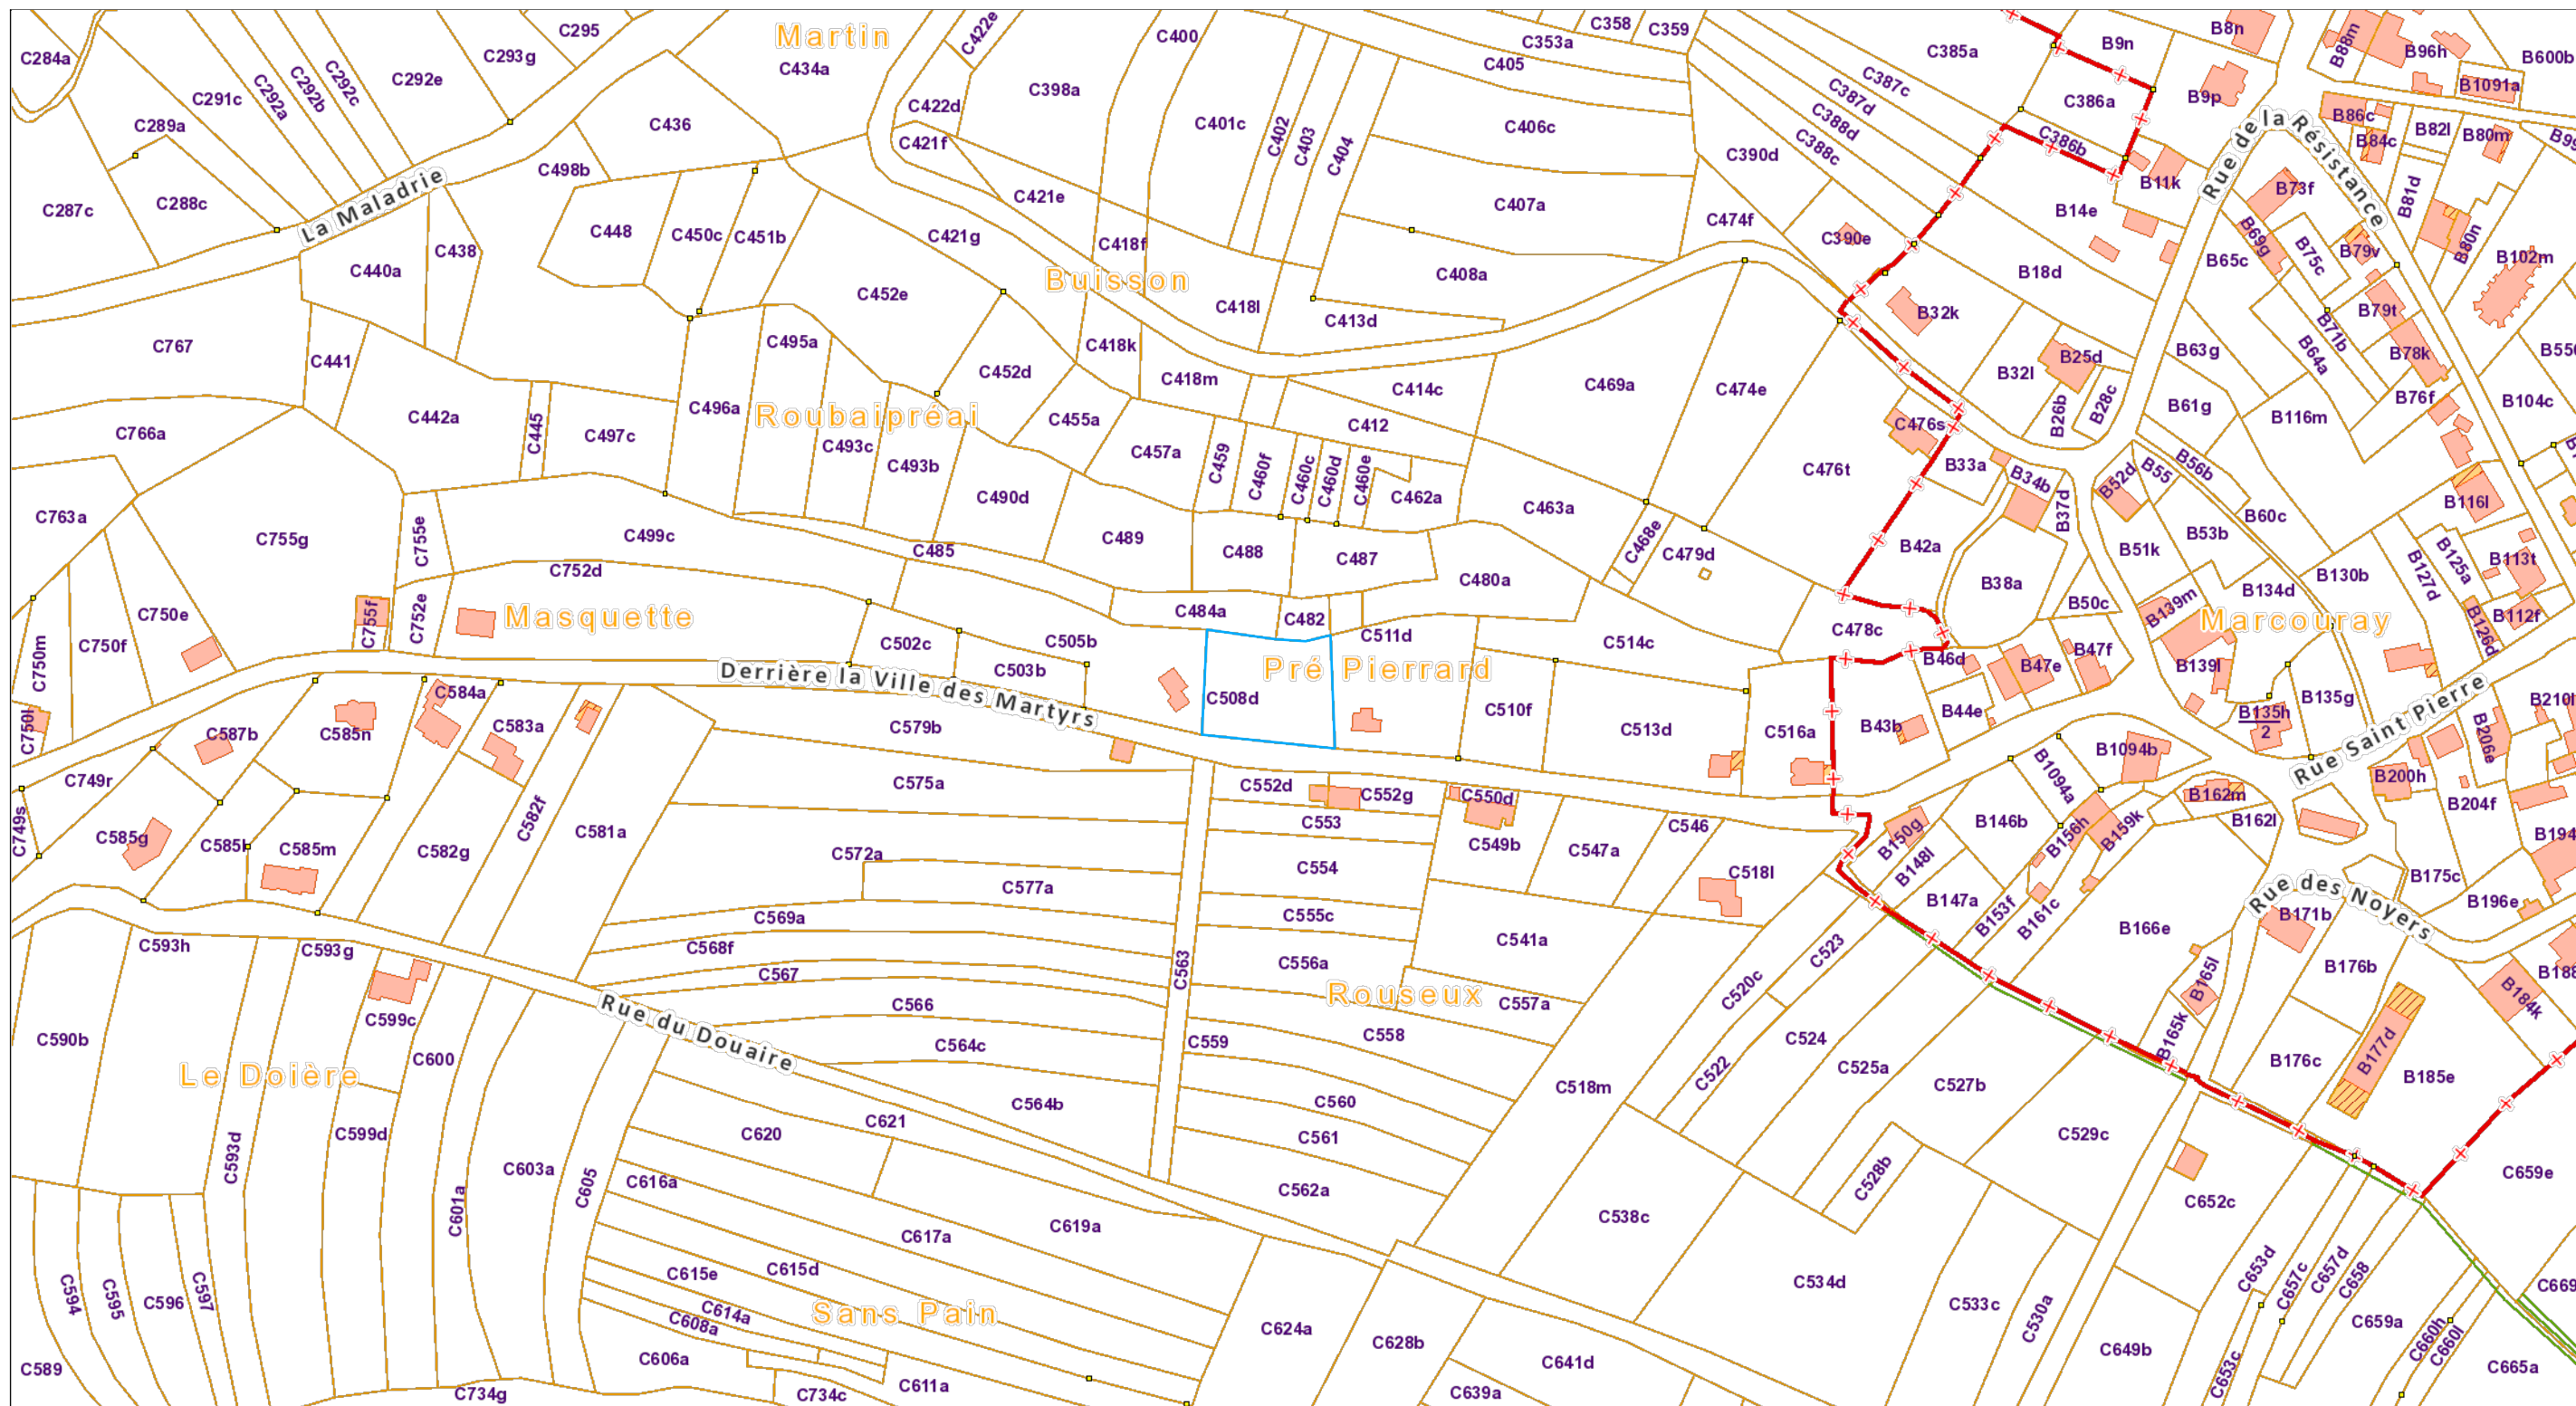 Martin
Buisson
Roubaipréai
Masquette
Pré Pierrard
Marcouray
Rouseux
Le Doière
Sans Pain
La Maladrie
Derrière la Ville des Martyrs
Rue du Douaire
Rue de la Résistance
Rue Saint Pierre
Rue des Noyers
C284a
C295
C293g
C292e
C292c
C292b
C292a
C291c
C289a
C288c
C287c
C434a
C436
C498b
C422e
C422d
C421f
C421e
C421g
C398a
C400
C401c
C402
C403
C404
C353a
C358
C359
C405
C406c
C407a
C408a
C413d
C418f
C418l
C418k
C418m
C414c
C412
C385a
C387c
C387d
C388d
C388c
C390d
C390e
C474f
C386a
C386b
B9n
B8n
B9p
B11k
B14e
B18d
B32k
B32l
B25d
B26b
B28c
B88m
B96h
B600b
B1091a
B86c
B84c
B82l
B80m
B81d
B80n
B102m
B73f
B69g
B75c
B79v
B65c
B71b
B79t
B78k
B64a
B63g
B61g
B76f
B104c
B116m
B116l
C440a
C438
C448
C450c
C451b
C452e
C452d
C455a
C457a
C459
C460f
C460c
C460d
C460e
C462a
C463a
C469a
C474e
C476s
C476t
C468e
C479d
C478c
C480a
C767
C441
C442a
C445
C497c
C496a
C495a
C493c
C493b
C490d
C489
C488
C487
C485
C484a
C482
C766a
C763a
C755g
C755e
C755f
C752e
C752d
C499c
C750m
C750f
C750e
C750l
C502c
C503b
C505b
C508d
C511d
C510f
C514c
C513d
C516a
B33a
B34b
B37d
B42a
B38a
B50c
B51k
B52d
B55
B56b
B53b
B60c
B134d
B130b
B127d
B125a
B113t
B112f
B126d
B139m
B139l
B135g
B135h
2
B46d
B47e
B47f
B44e
B43b
B210l
B206e
B200h
B204f
B194
B196e
B175c
C749r
C749s
C587b
C585n
C584a
C583a
C585g
C585l
C585m
C582g
C582f
C581a
C579b
C575a
C572a
C577a
C569a
C568f
C567
C566
C564c
C564b
C563
C552d
C552g
C550d
C553
C554
C555c
C556a
C557a
C558
C559
C560
C561
C562a
C549b
C547a
C546
C541a
C518l
C518m
C520c
C523
C522
C524
C525a
C527b
C528b
C529c
C538c
C534d
C533c
C530a
B1094b
B1094a
B146b
B150g
B148l
B147a
B156h
B159k
B153f
B161c
B162m
B162l
B166e
B165l
B165k
B171b
B176b
B176c
B177d
B185e
B184k
B188
C593h
C593g
C590b
C593d
C599c
C599d
C600
C601a
C603a
C605
C594
C595
C596
C597
C589
C621
C620
C619a
C616a
C617a
C615e
C615d
C614a
C608a
C606a
C611a
C734g
C734c
C624a
C628b
C641d
C639a
C649b
C652c
C653d
C653c
C657c
C657d
C658
C659a
C659e
C660h
C660l
C665a
C669